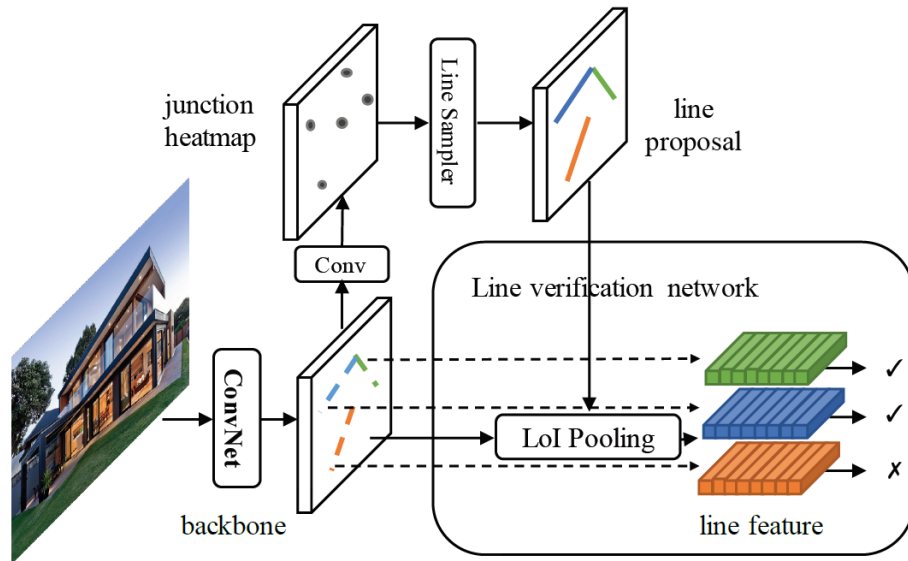 junction
heatmap
Line Sampler
line
proposal
Conv
Line verification network
ConvNet
LoI Pooling
backbone
line feature